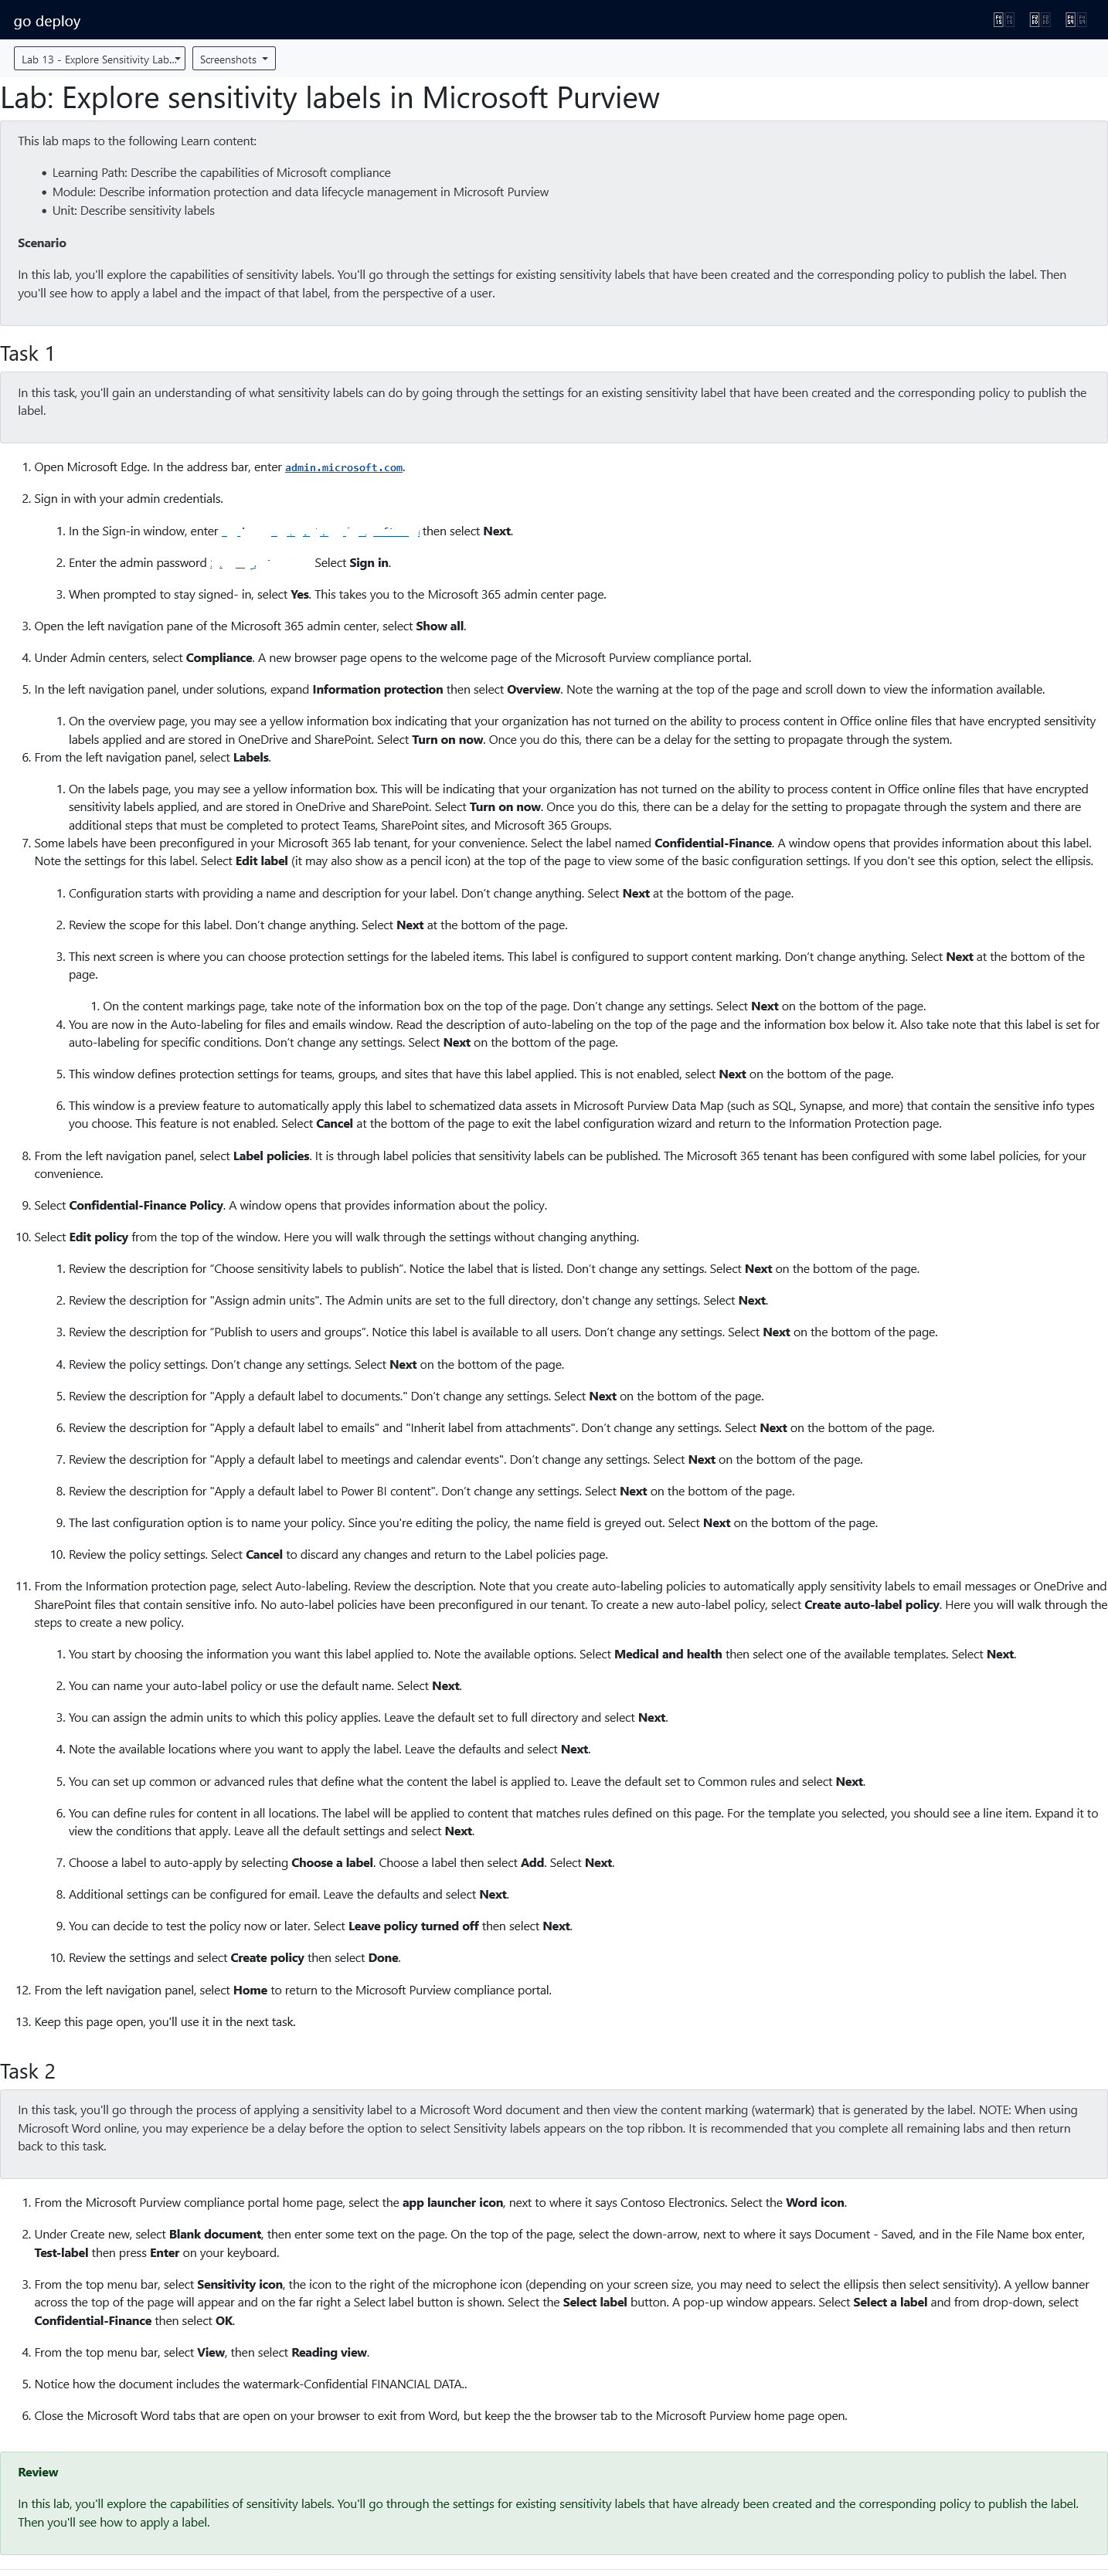 go deploy
Lab 13 - Explore Sensitivity Lab...
Screenshots
Lab: Explore sensitivity labels in Microsoft Purview
This lab maps to the following Learn content:
• Learning Path: Describe the capabilities of Microsoft compliance
• Module: Describe information protection and data lifecycle management in Microsoft Purview
• Unit: Describe sensitivity labels
Scenario
In this lab, you'll explore the capabilities of sensitivity labels. You'll go through the settings for existing sensitivity labels that have been created and the corresponding policy to publish the label. Then
you'll see how to apply a label and the impact of that label, from the perspective of a user.
Task 1
In this task, you'll gain an understanding of what sensitivity labels can do by going through the settings for an existing sensitivity label that have been created and the corresponding policy to publish the
label.
1. Open Microsoft Edge. In the address bar, enter admin.microsoft.com.
2. Sign in with your admin credentials.
1. In the Sign-in window, enter then select Next.
2. Enter the admin password Select Sign in.
3. When prompted to stay signed- in, select Yes. This takes you to the Microsoft 365 admin center page.
3. Open the left navigation pane of the Microsoft 365 admin center, select Show all.
4. Under Admin centers, select Compliance. A new browser page opens to the welcome page of the Microsoft Purview compliance portal.
5. In the left navigation panel, under solutions, expand Information protection then select Overview. Note the warning at the top of the page and scroll down to view the information available.
1. On the overview page, you may see a yellow information box indicating that your organization has not turned on the ability to process content in Office online files that have encrypted sensitivity
labels applied and are stored in OneDrive and SharePoint. Select Turn on now. Once you do this, there can be a delay for the setting to propagate through the system.
6. From the left navigation panel, select Labels.
1. On the labels page, you may see a yellow information box. This will be indicating that your organization has not turned on the ability to process content in Office online files that have encrypted
sensitivity labels applied, and are stored in OneDrive and SharePoint. Select Turn on now. Once you do this, there can be a delay for the setting to propagate through the system and there are
additional steps that must be completed to protect Teams, SharePoint sites, and Microsoft 365 Groups.
7. Some labels have been preconfigured in your Microsoft 365 lab tenant, for your convenience. Select the label named Confidential-Finance. A window opens that provides information about this label.
Note the settings for this label. Select Edit label (it may also show as a pencil icon) at the top of the page to view some of the basic configuration settings. If you don't see this option, select the ellipsis.
1. Configuration starts with providing a name and description for your label. Don't change anything. Select Next at the bottom of the page.
2. Review the scope for this label. Don't change anything. Select Next at the bottom of the page.
3. This next screen is where you can choose protection settings for the labeled items. This label is configured to support content marking. Don't change anything. Select Next at the bottom of the
page.
1. On the content markings page, take note of the information box on the top of the page. Don't change any settings. Select Next on the bottom of the page.
4. You are now in the Auto-labeling for files and emails window. Read the description of auto-labeling on the top of the page and the information box below it. Also take note that this label is set for
auto-labeling for specific conditions. Don't change any settings. Select Next on the bottom of the page.
5. This window defines protection settings for teams, groups, and sites that have this label applied. This is not enabled, select Next on the bottom of the page.
6. This window is a preview feature to automatically apply this label to schematized data assets in Microsoft Purview Data Map (such as SQL, Synapse, and more) that contain the sensitive info types
you choose. This feature is not enabled. Select Cancel at the bottom of the page to exit the label configuration wizard and return to the Information Protection page.
8. From the left navigation panel, select Label policies. It is through label policies that sensitivity labels can be published. The Microsoft 365 tenant has been configured with some label policies, for your
convenience.
9. Select Confidential-Finance Policy. A window opens that provides information about the policy.
10. Select Edit policy from the top of the window. Here you will walk through the settings without changing anything.
1. Review the description for “Choose sensitivity labels to publish”. Notice the label that is listed. Don't change any settings. Select Next on the bottom of the page.
2. Review the description for "Assign admin units". The Admin units are set to the full directory, don't change any settings. Select Next.
3. Review the description for “Publish to users and groups”. Notice this label is available to all users. Don't change any settings. Select Next on the bottom of the page.
4. Review the policy settings. Don't change any settings. Select Next on the bottom of the page.
5. Review the description for "Apply a default label to documents." Don't change any settings. Select Next on the bottom of the page.
6. Review the description for "Apply a default label to emails" and "Inherit label from attachments". Don't change any settings. Select Next on the bottom of the page.
7. Review the description for "Apply a default label to meetings and calendar events". Don't change any settings. Select Next on the bottom of the page.
8. Review the description for "Apply a default label to Power BI content". Don't change any settings. Select Next on the bottom of the page.
9. The last configuration option is to name your policy. Since you're editing the policy, the name field is greyed out. Select Next on the bottom of the page.
10. Review the policy settings. Select Cancel to discard any changes and return to the Label policies page.
11. From the Information protection page, select Auto-labeling. Review the description. Note that you create auto-labeling policies to automatically apply sensitivity labels to email messages or OneDrive and
SharePoint files that contain sensitive info. No auto-label policies have been preconfigured in our tenant. To create a new auto-label policy, select Create auto-label policy. Here you will walk through the
steps to create a new policy.
1. You start by choosing the information you want this label applied to. Note the available options. Select Medical and health then select one of the available templates. Select Next.
2. You can name your auto-label policy or use the default name. Select Next.
3. You can assign the admin units to which this policy applies. Leave the default set to full directory and select Next.
4. Note the available locations where you want to apply the label. Leave the defaults and select Next.
5. You can set up common or advanced rules that define what the content the label is applied to. Leave the default set to Common rules and select Next.
6. You can define rules for content in all locations. The label will be applied to content that matches rules defined on this page. For the template you selected, you should see a line item. Expand it to
view the conditions that apply. Leave all the default settings and select Next.
7. Choose a label to auto-apply by selecting Choose a label. Choose a label then select Add. Select Next.
8. Additional settings can be configured for email. Leave the defaults and select Next.
9. You can decide to test the policy now or later. Select Leave policy turned off then select Next.
10. Review the settings and select Create policy then select Done.
12. From the left navigation panel, select Home to return to the Microsoft Purview compliance portal.
13. Keep this page open, you'll use it in the next task.
Task 2
In this task, you'll go through the process of applying a sensitivity label to a Microsoft Word document and then view the content marking (watermark) that is generated by the label. NOTE: When using
Microsoft Word online, you may experience be a delay before the option to select Sensitivity labels appears on the top ribbon. It is recommended that you complete all remaining labs and then return
back to this task.
1. From the Microsoft Purview compliance portal home page, select the app launcher icon, next to where it says Contoso Electronics. Select the Word icon.
2. Under Create new, select Blank document, then enter some text on the page. On the top of the page, select the down-arrow, next to where it says Document - Saved, and in the File Name box enter,
Test-label then press Enter on your keyboard.
3. From the top menu bar, select Sensitivity icon, the icon to the right of the microphone icon (depending on your screen size, you may need to select the ellipsis then select sensitivity). A yellow banner
across the top of the page will appear and on the far right a Select label button is shown. Select the Select label button. A pop-up window appears. Select Select a label and from drop-down, select
Confidential-Finance then select OK.
4. From the top menu bar, select View, then select Reading view.
5. Notice how the document includes the watermark-Confidential FINANCIAL DATA..
6. Close the Microsoft Word tabs that are open on your browser to exit from Word, but keep the the browser tab to the Microsoft Purview home page open.
Review
In this lab, you'll explore the capabilities of sensitivity labels. You'll go through the settings for existing sensitivity labels that have already been created and the corresponding policy to publish the label.
Then you'll see how to apply a label.